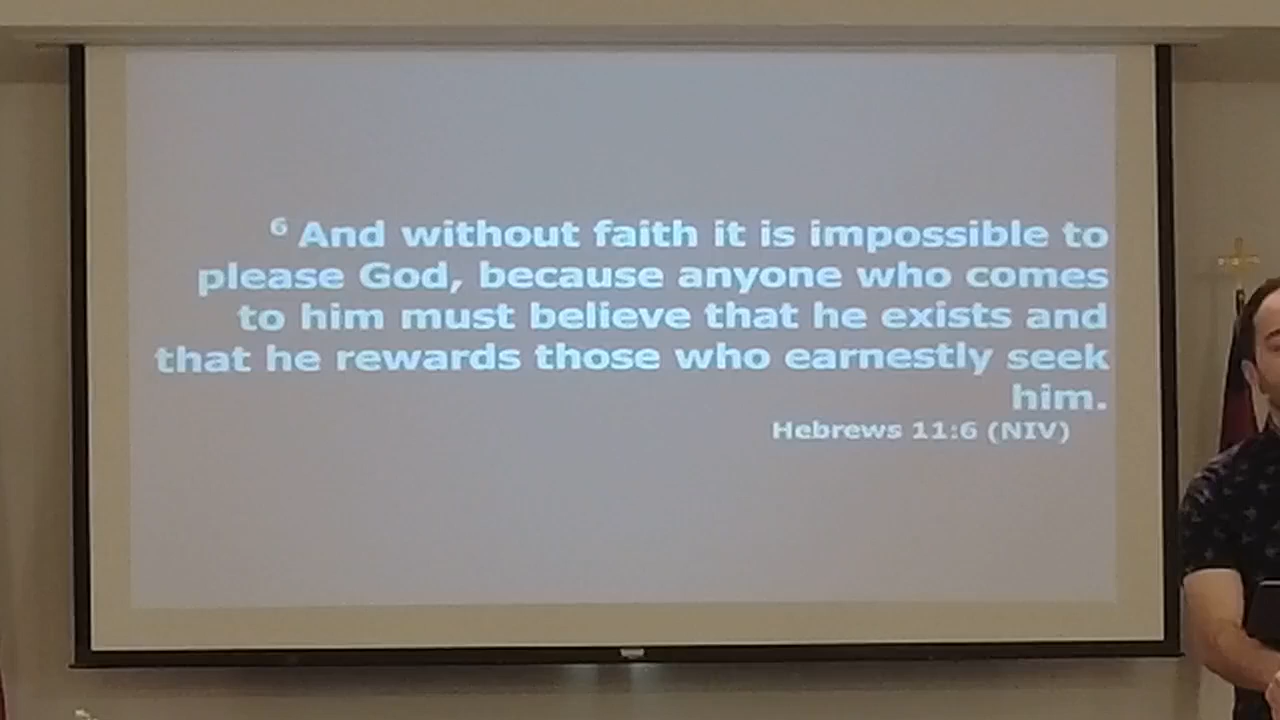 6 And without faith it is impossible to
please God, because anyone who comes
to him must believe that he exists and
that he rewards those who earnestly seek
him.
Hebrews 11:6 (NIV)